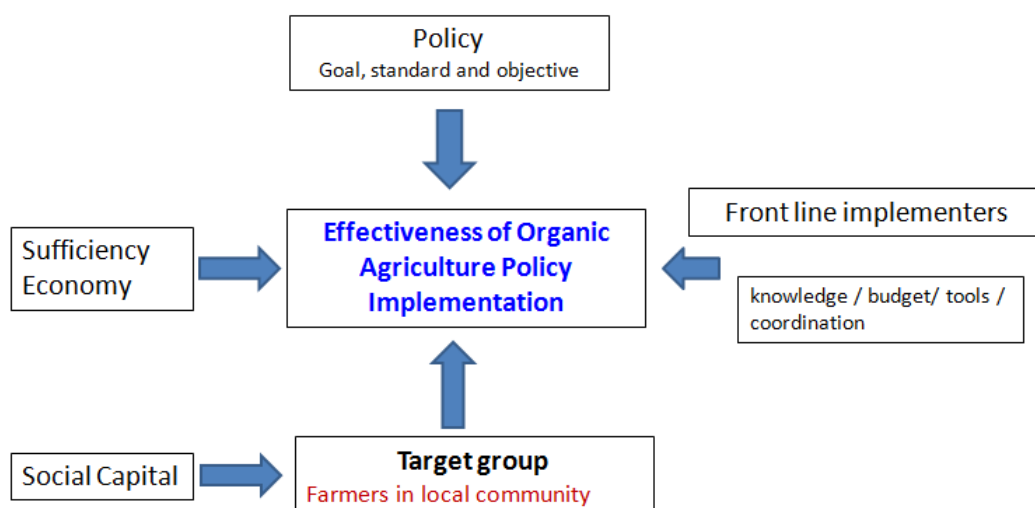 Policy
Goal, standard and objective
Effectiveness of Organic
Agriculture Policy
Implementation
Front line implementers
knowledge / budget/ tools /
coordination
Sufficiency
Economy
Social Capital
Target group
Farmers in local community